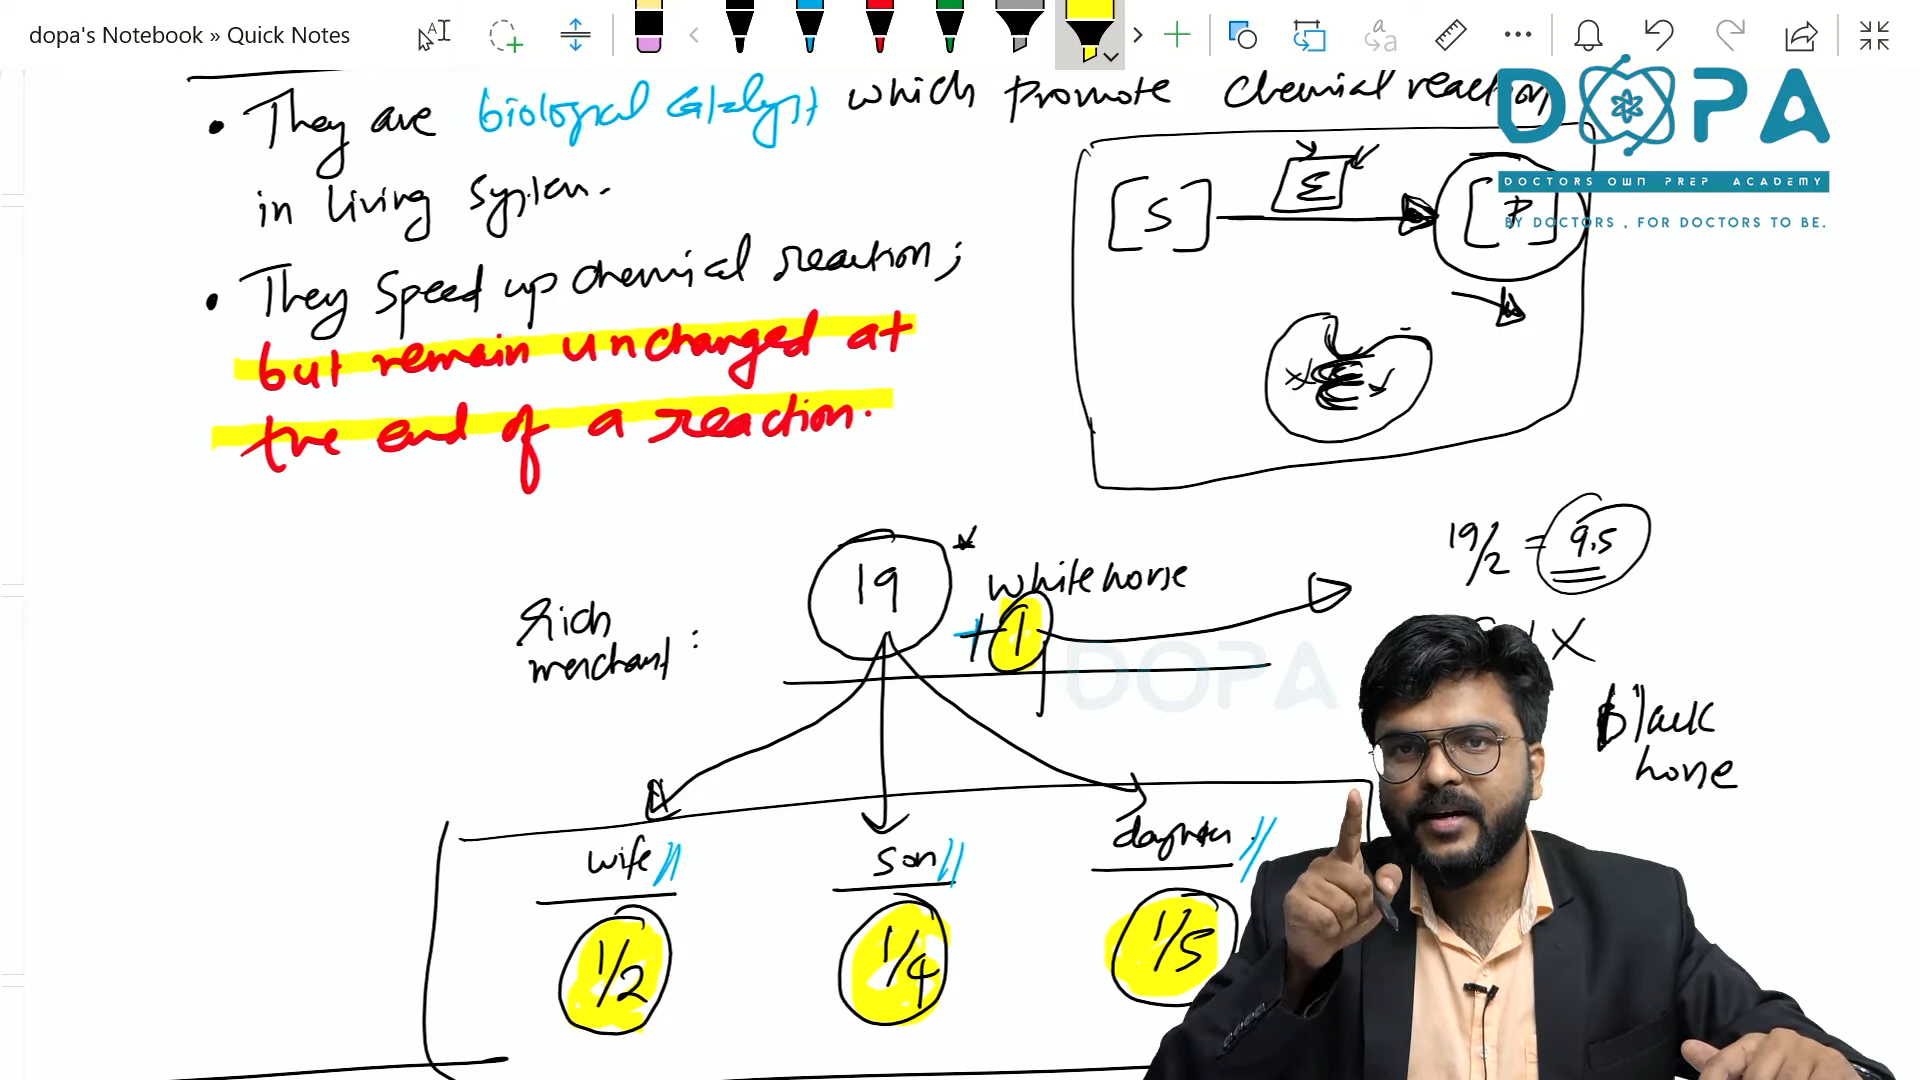 dopa's Notebook » Quick Notes
• They are biological catalyst which promote chemical reaction
in living system.
• They speed up chemical reaction;
but remain unchanged at
the end of a reaction.
[S] E [P]
DOPA
DOCTORS OWN PREP ACADEMY
BY DOCTORS , FOR DOCTORS TO BE.
E
19/2 = 9.5
19
white horse
+ 1
Rich
merchant :
DOPA
X
Black
horse
wife
son
daughter
1/2
1/4
1/5